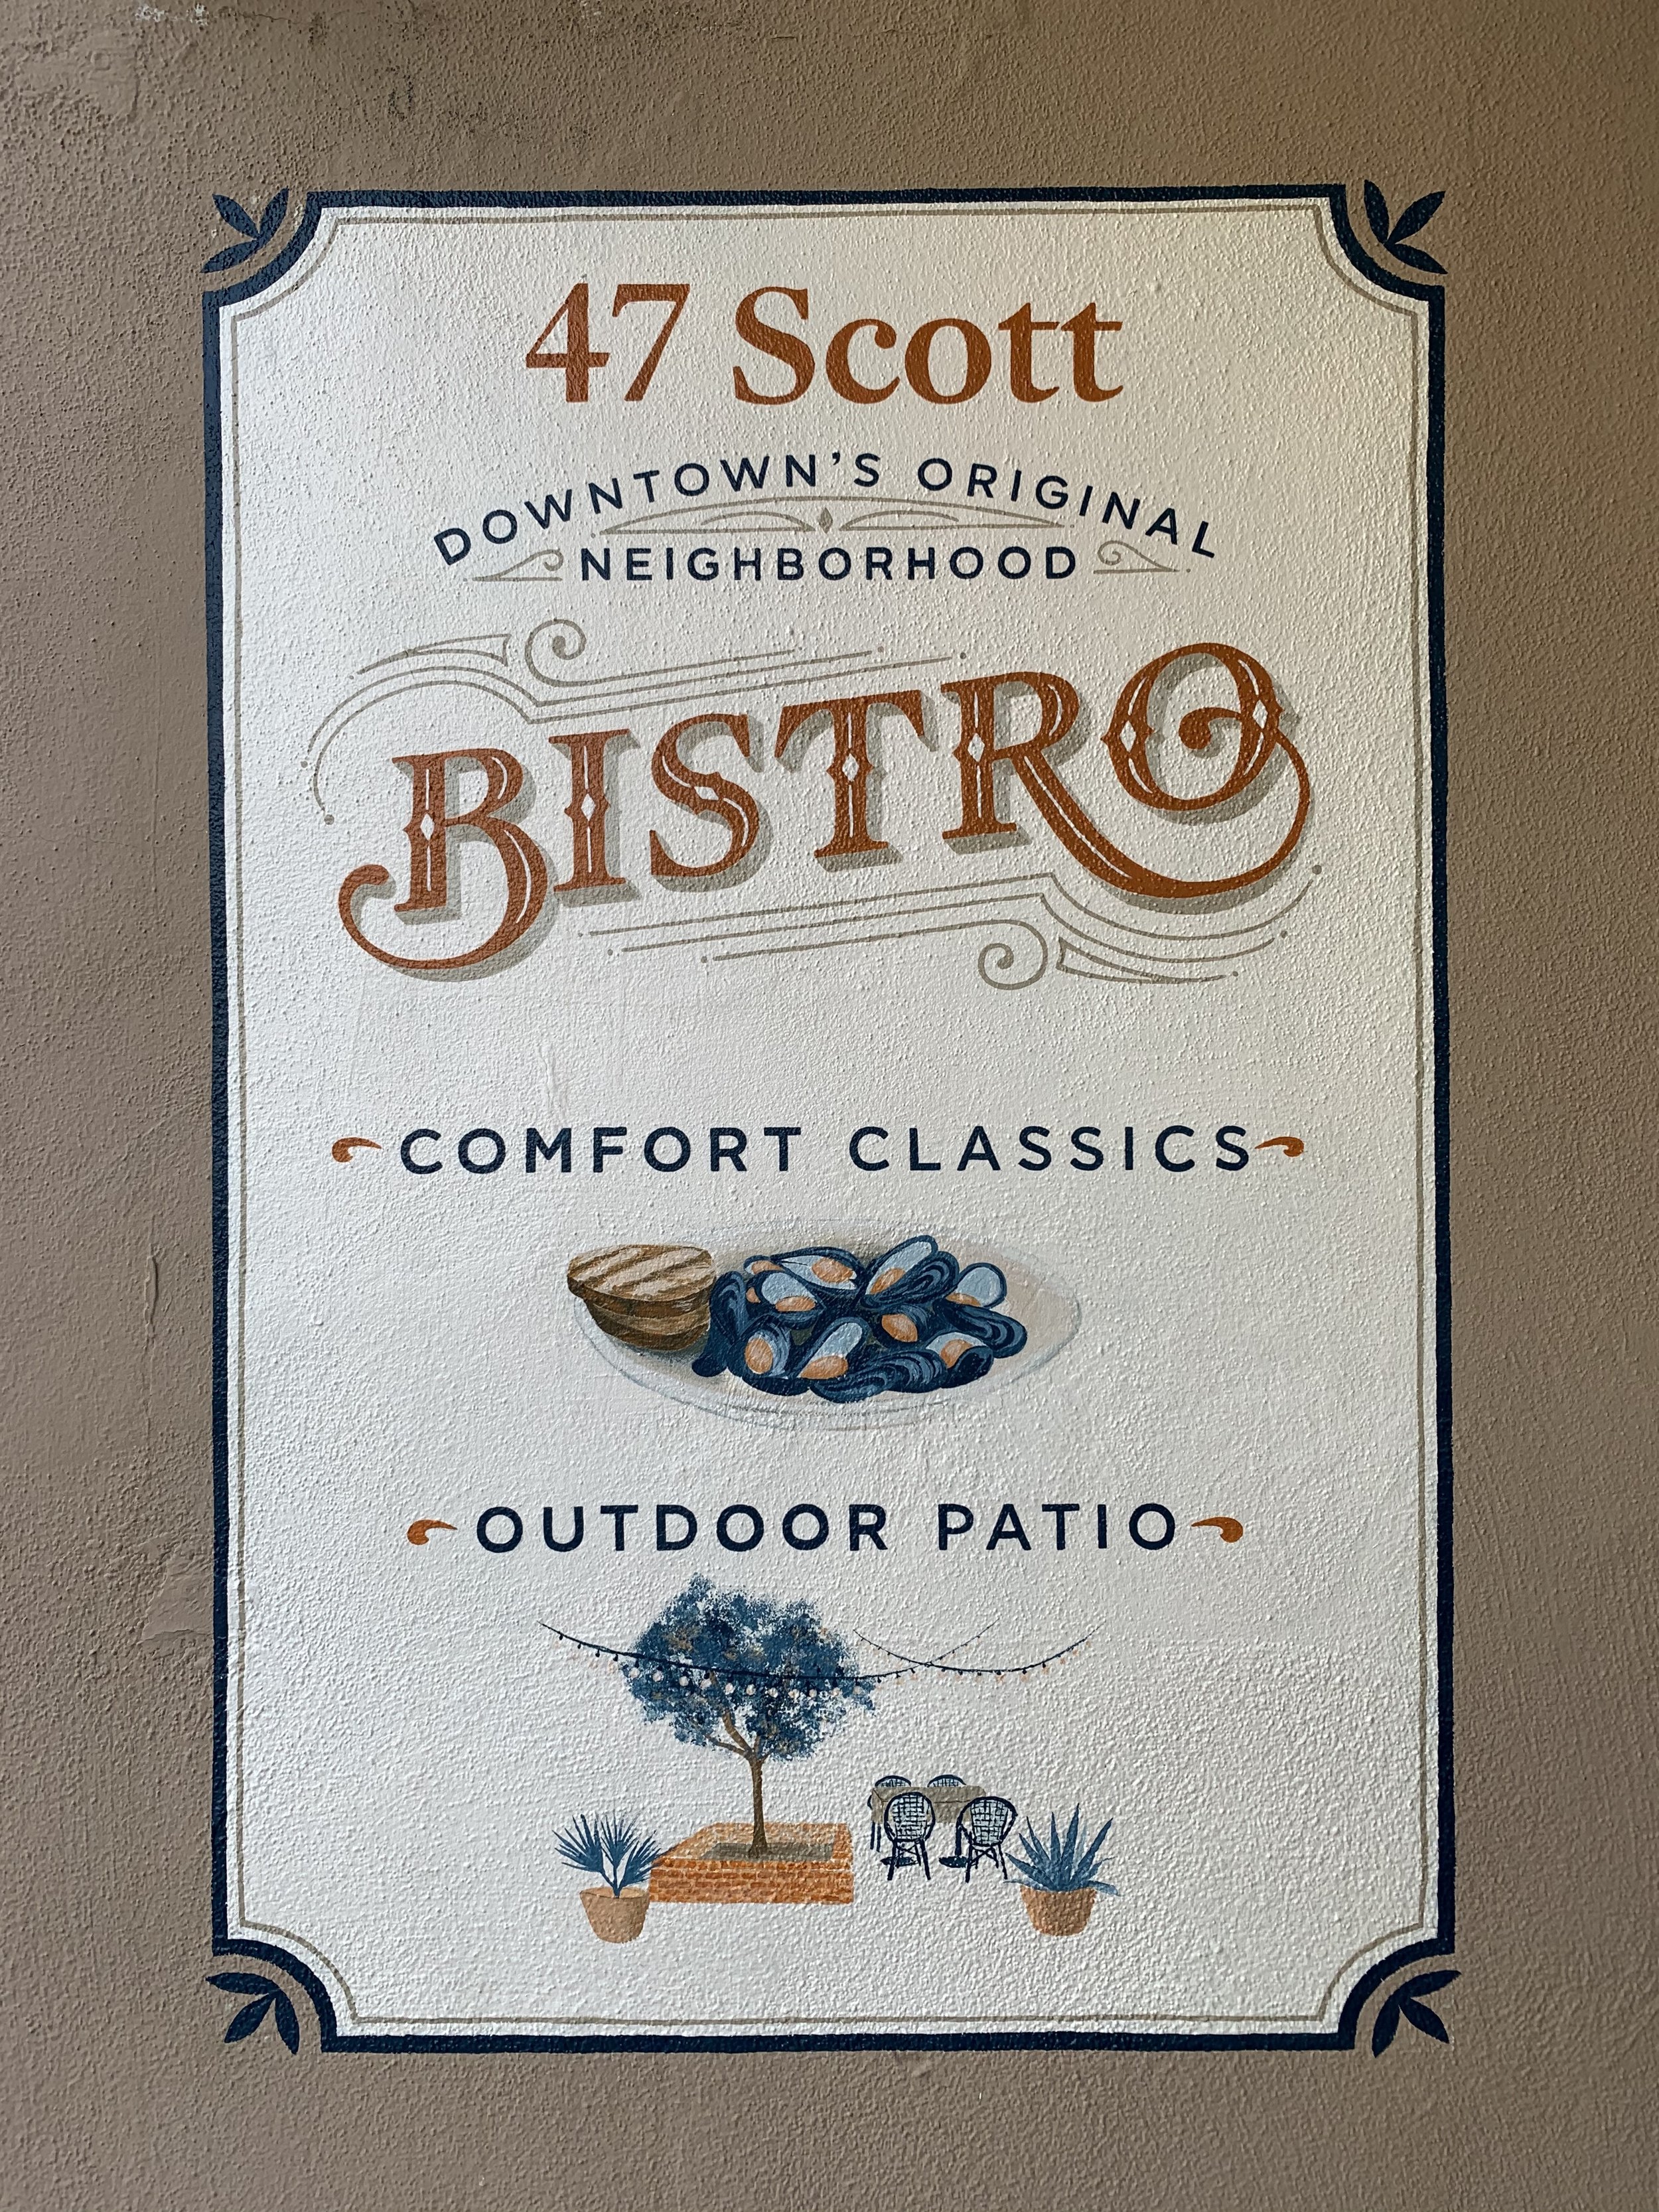 47 Scott
DOWNTOWN'S ORIGINAL
NEIGHBORHOOD
BISTRO
COMFORT CLASSICS
OUTDOOR PATIO